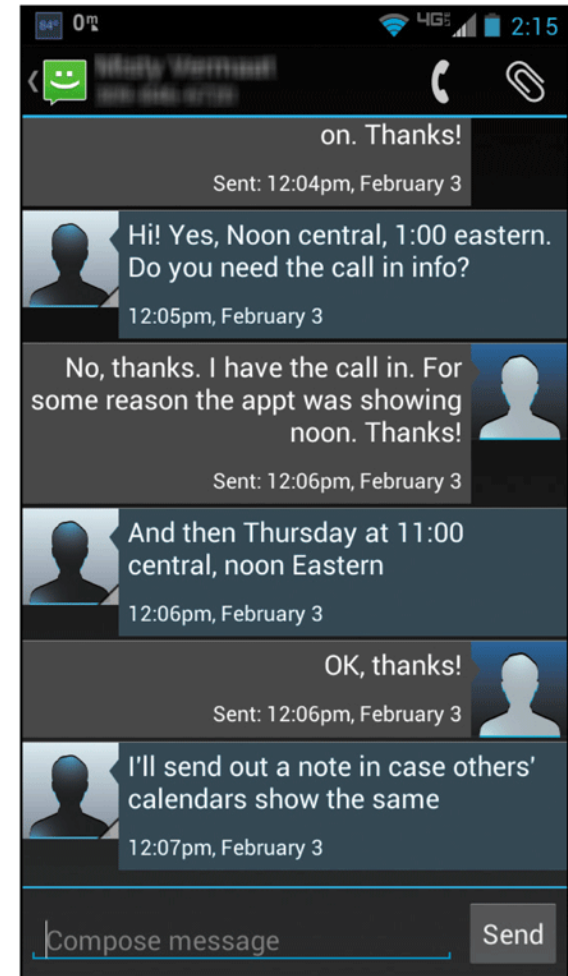 84° 0m 4G 2:15
on. Thanks!
Sent: 12:04pm, February 3
Hi! Yes, Noon central, 1:00 eastern.
Do you need the call in info?
12:05pm, February 3
No, thanks. I have the call in. For
some reason the appt was showing
noon. Thanks!
Sent: 12:06pm, February 3
And then Thursday at 11:00
central, noon Eastern
12:06pm, February 3
OK, thanks!
Sent: 12:06pm, February 3
I'll send out a note in case others'
calendars show the same
12:07pm, February 3
Compose message
Send